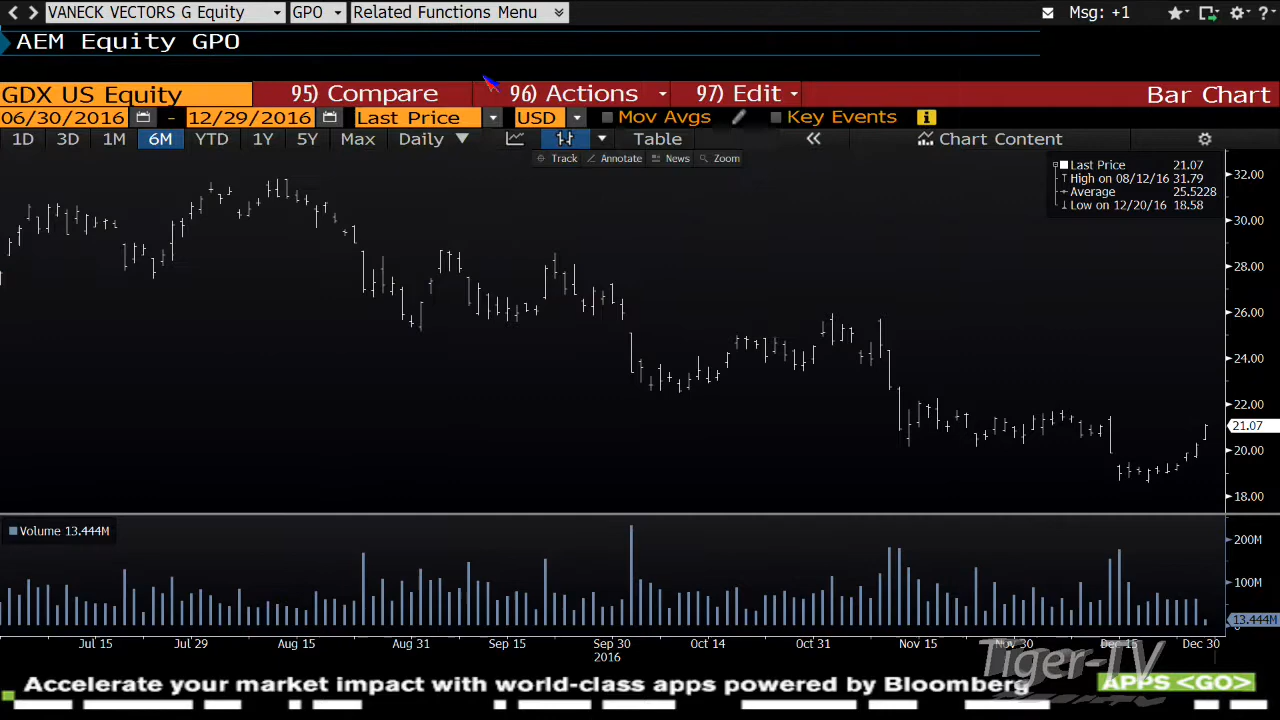 VANECK VECTORS G Equity GPO Related Functions Menu Msg: +1 ?
AEM Equity GPO
GDX US Equity 95) Compare 96) Actions 97) Edit Bar Chart
06/30/2016 - 12/29/2016 Last Price USD Mov Avgs Key Events i
1D 3D 1M 6M YTD 1Y 5Y Max Daily Table « Chart Content
Track Annotate News Zoom
Last Price 21.07
High on 08/12/16 31.79
Average 25.5228
Low on 12/20/16 18.58
32.00
30.00
28.00
26.00
24.00
22.00
21.07
20.00
18.00
Volume 13.444M
200M
100M
13.444M
0
Jul 15 Jul 29 Aug 15 Aug 31 Sep 15 Sep 30 Oct 14 Oct 31 Nov 15 Nov 30 Dec 15 Dec 30
2016
Tiger-TV
Accelerate your market impact with world-class apps powered by Bloomberg APPS <GO>